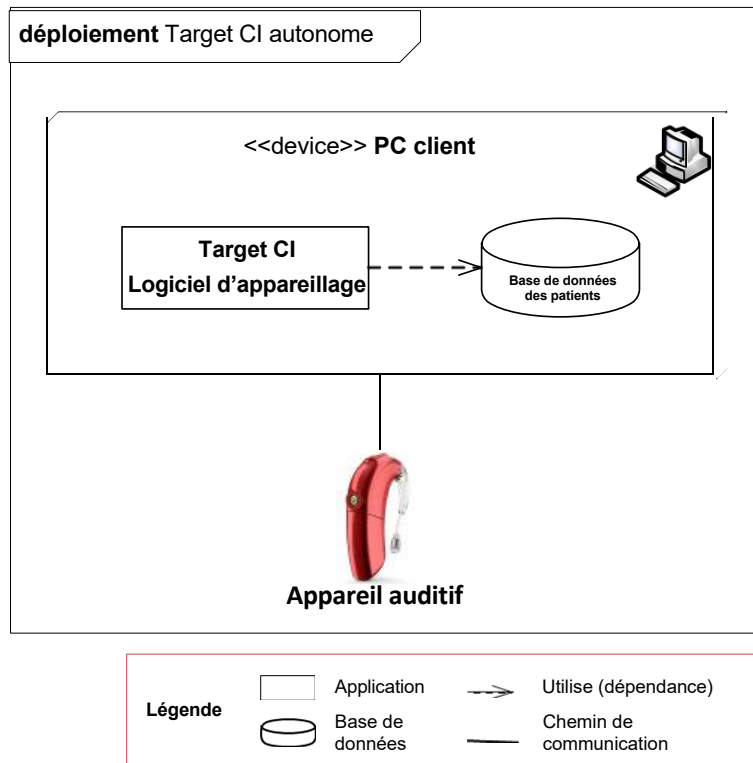 déploiement Target CI autonome
<<device>> PC client
Target CI
Logiciel d'appareillage
Base de données
des patients
Appareil auditif
Légende
Application
Utilise (dépendance)
Base de
données
Chemin de
communication